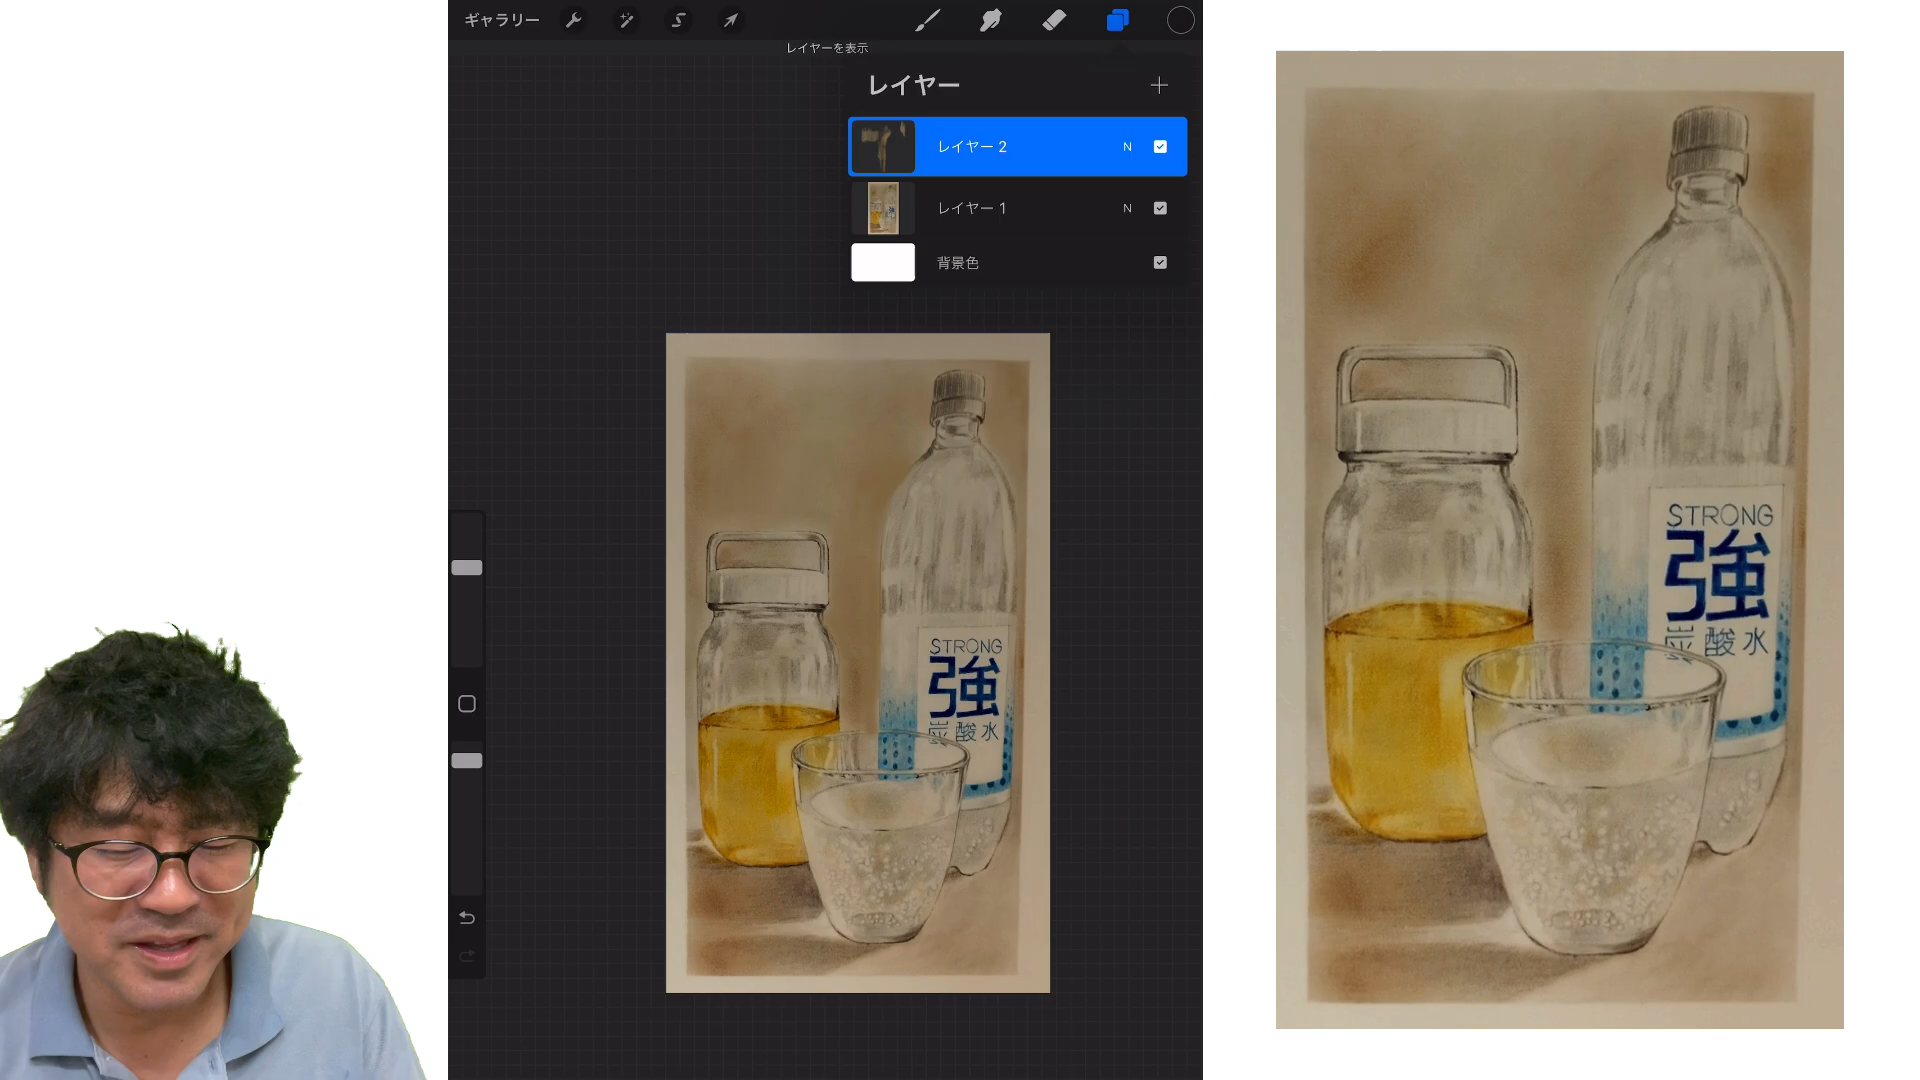 ギャラリー
レイヤーを表示
レイヤー
レイヤー 2 N
レイヤー 1 N
背景色
STRONG
強
炭酸水
STRONG
強
炭酸水